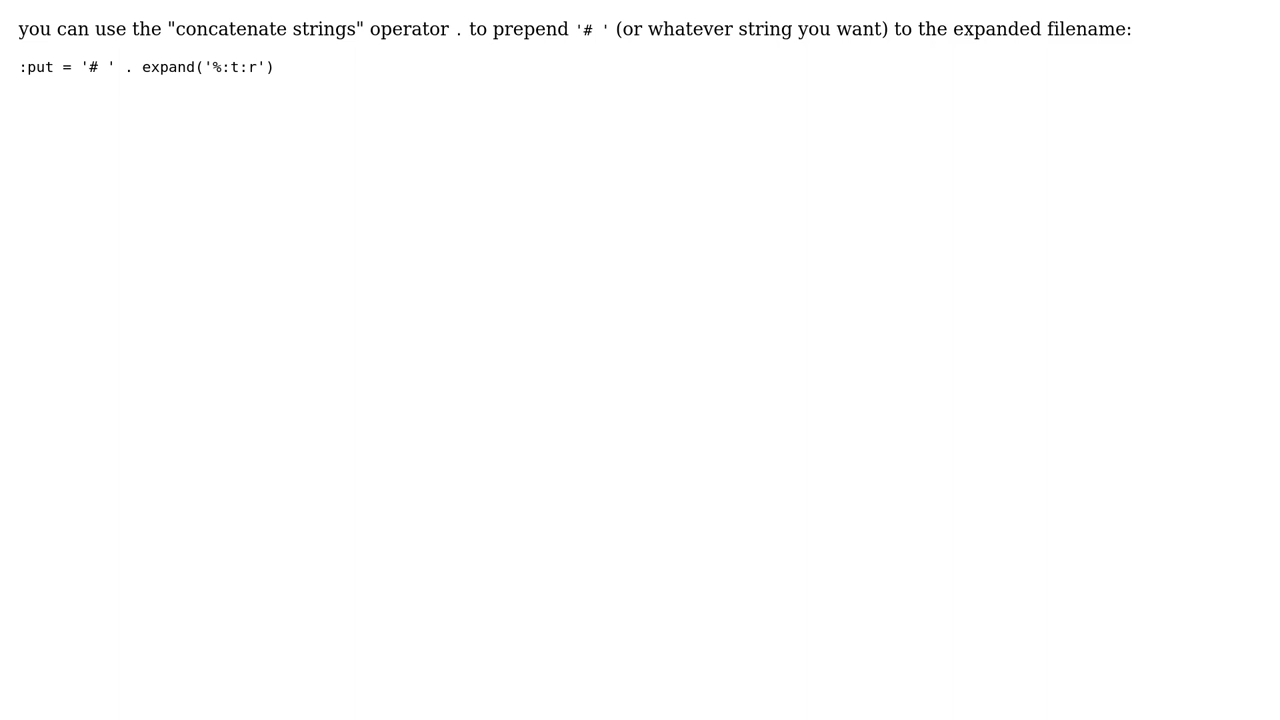 you can use the "concatenate strings" operator . to prepend '# ' (or whatever string you want) to the expanded filename:
:put = '# ' . expand('%:t:r')